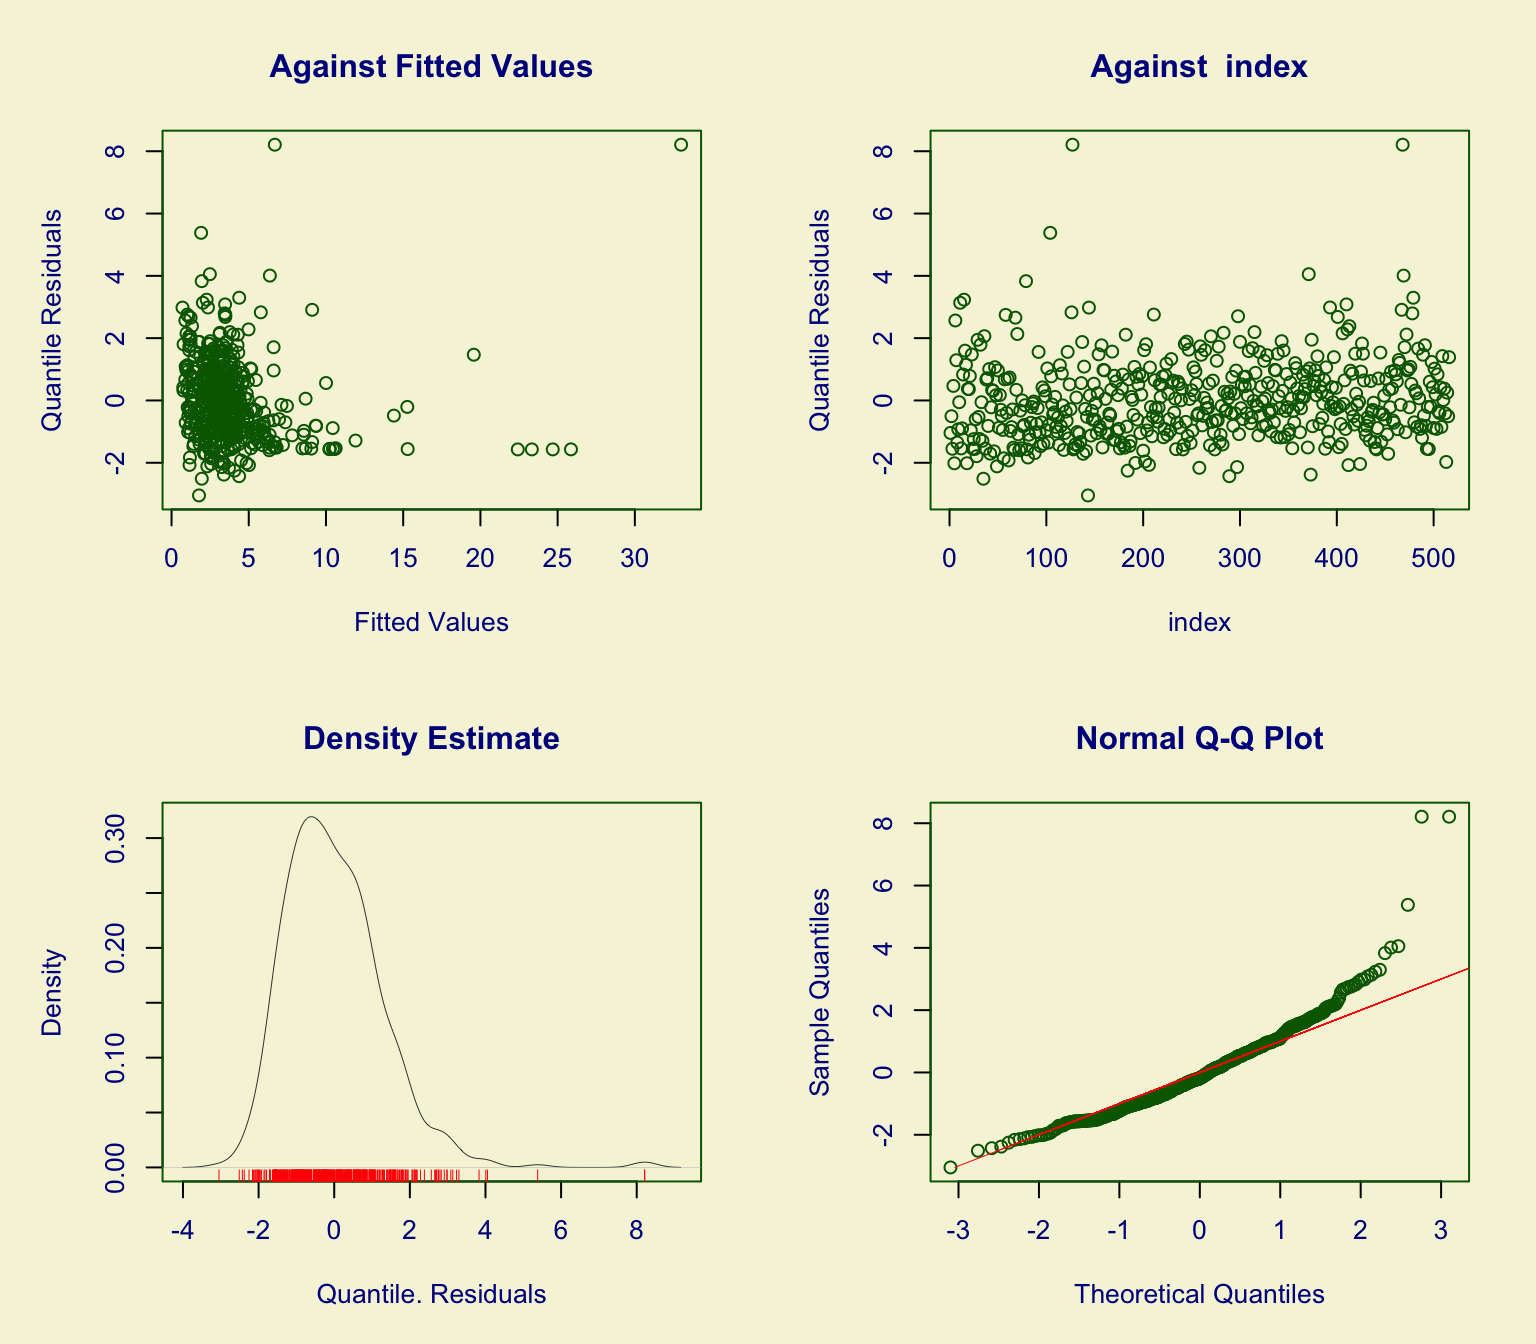 Against Fitted Values
Quantile Residuals
-2 0 2 4 6 8
0 5 10 15 20 25 30
Fitted Values
Against  index
Quantile Residuals
-2 0 2 4 6 8
0 100 200 300 400 500
index
Density Estimate
Density
0.00 0.10 0.20 0.30
-4 -2 0 2 4 6 8
Quantile. Residuals
Normal Q-Q Plot
Sample Quantiles
-2 0 2 4 6 8
-3 -2 -1 0 1 2 3
Theoretical Quantiles